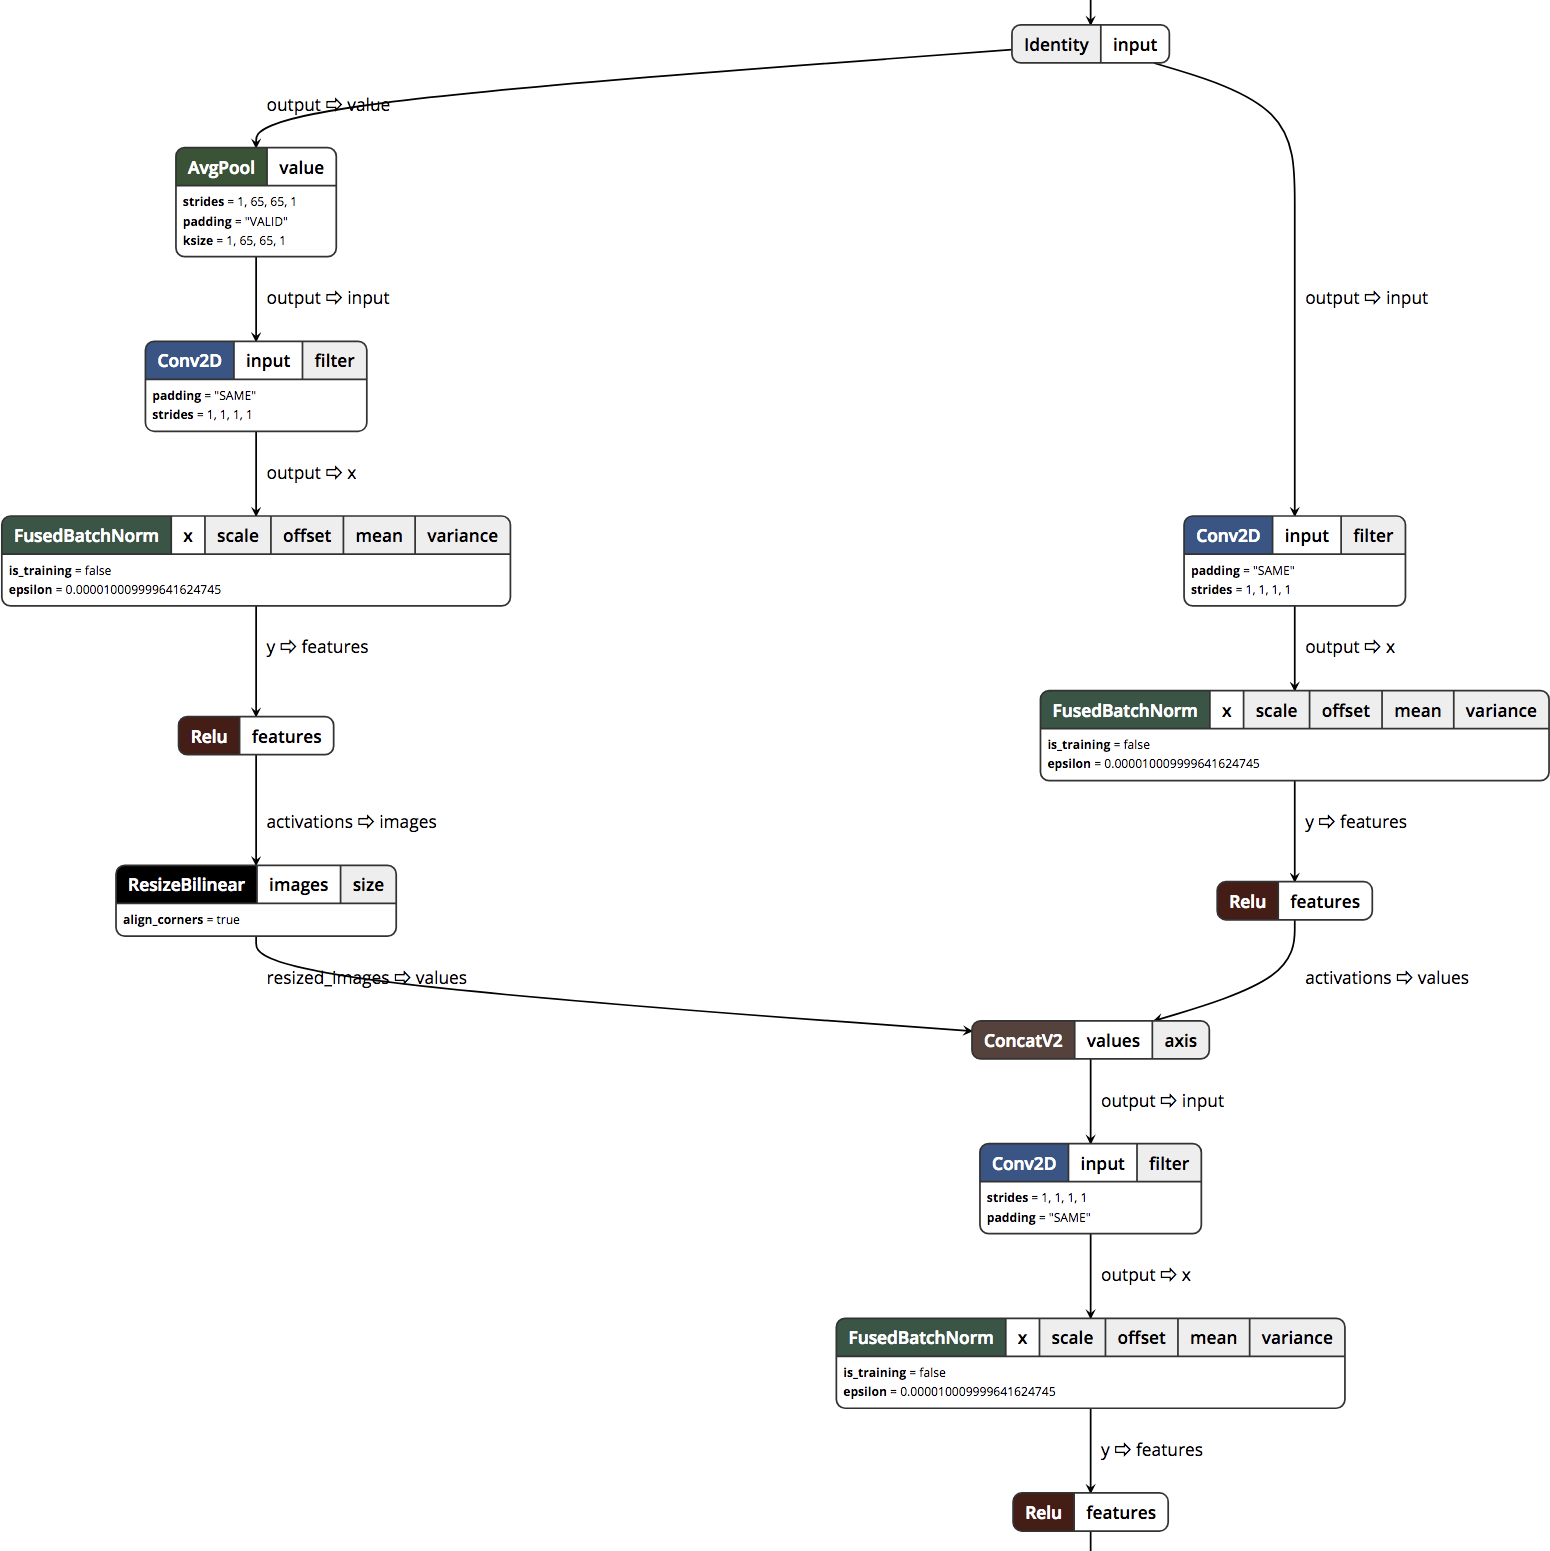 Identity input
output ⇨ value
AvgPool value
strides = 1, 65, 65, 1
padding = "VALID"
ksize = 1, 65, 65, 1
output ⇨ input
output ⇨ input
Conv2D input filter
padding = "SAME"
strides = 1, 1, 1, 1
output ⇨ x
FusedBatchNorm x scale offset mean variance
is_training = false
epsilon = 0.000010009999641624745
Conv2D input filter
padding = "SAME"
strides = 1, 1, 1, 1
y ⇨ features
output ⇨ x
Relu features
FusedBatchNorm x scale offset mean variance
is_training = false
epsilon = 0.000010009999641624745
activations ⇨ images
y ⇨ features
ResizeBilinear images size
align_corners = true
Relu features
resized_images ⇨ values
activations ⇨ values
ConcatV2 values axis
output ⇨ input
Conv2D input filter
strides = 1, 1, 1, 1
padding = "SAME"
output ⇨ x
FusedBatchNorm x scale offset mean variance
is_training = false
epsilon = 0.000010009999641624745
y ⇨ features
Relu features